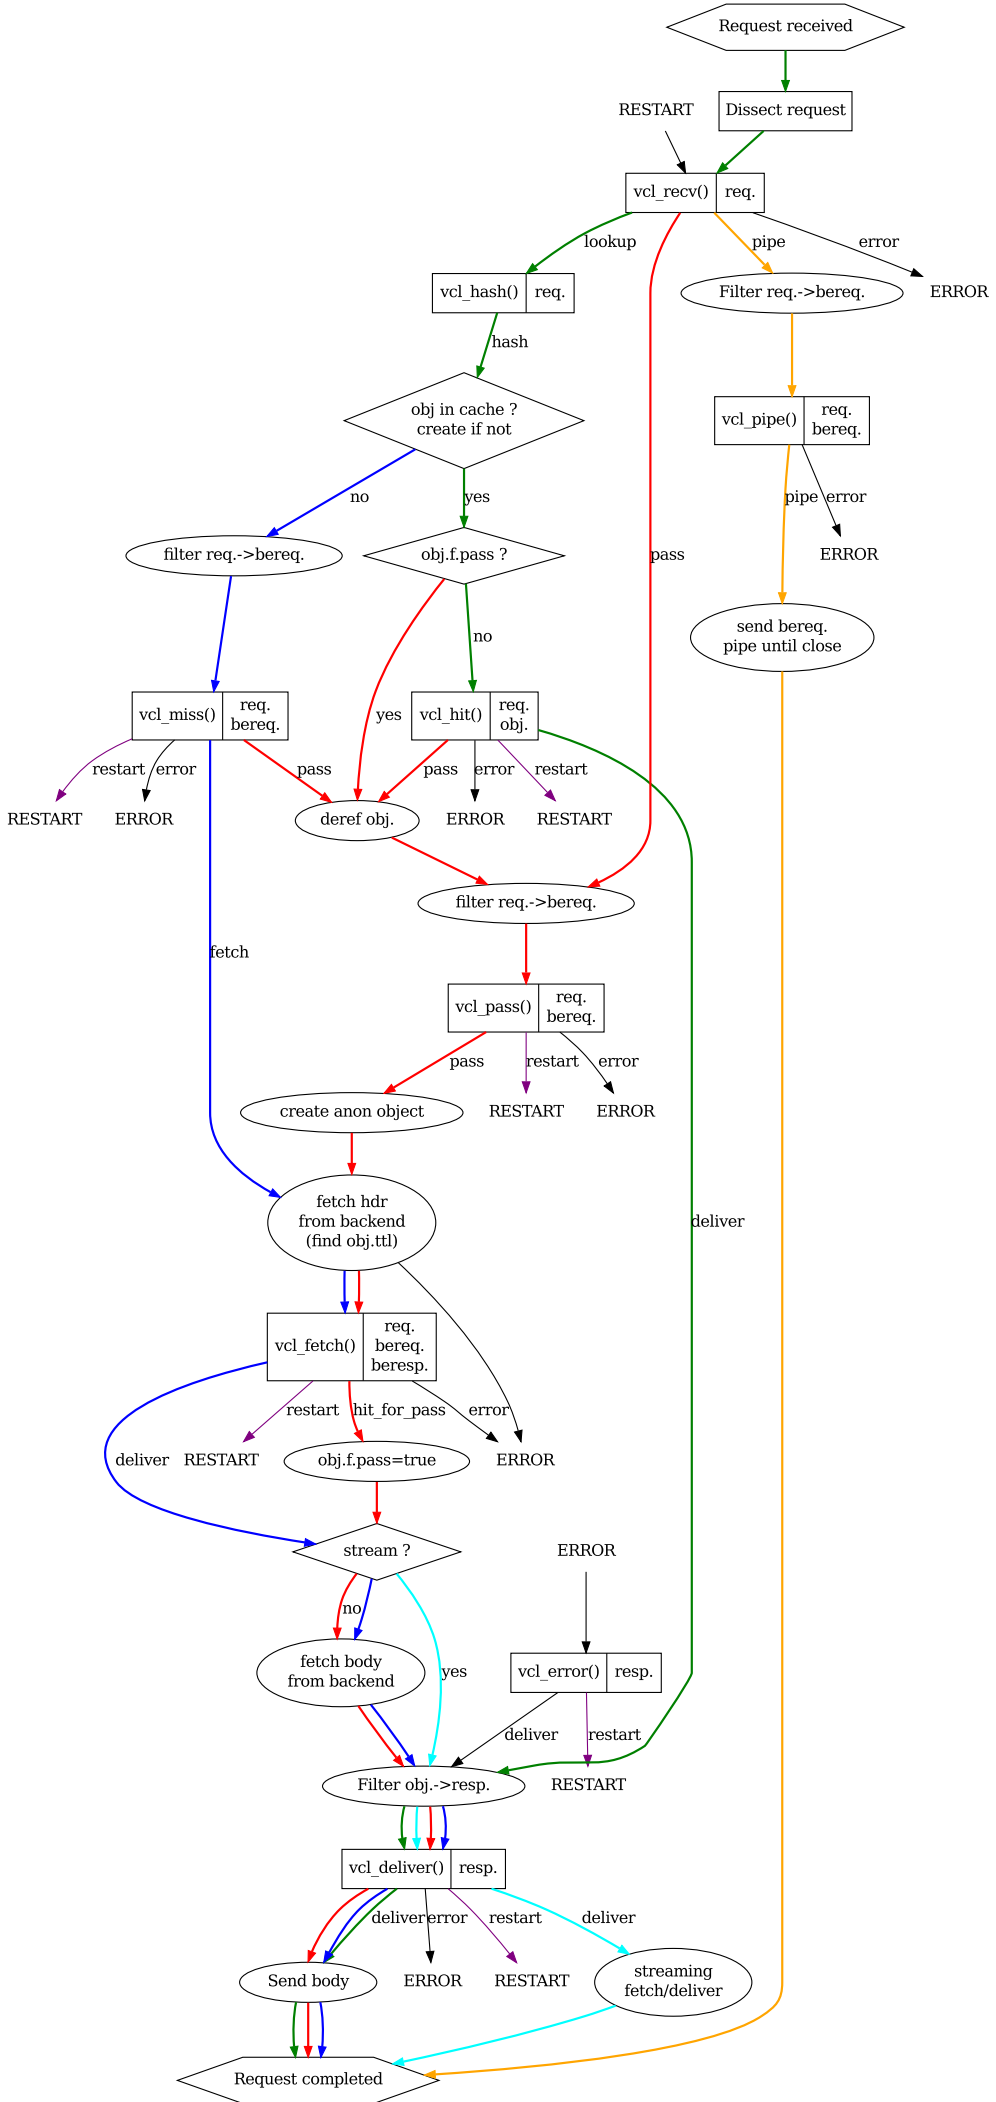 Request received
RESTART
Dissect request
vcl_recv()
req.
lookup
pipe
error
vcl_hash()
req.
Filter req.->bereq.
ERROR
hash
obj in cache ?
create if not
vcl_pipe()
req.
bereq.
no
yes
pipe
error
filter req.->bereq.
obj.f.pass ?
pass
ERROR
no
send bereq.
pipe until close
vcl_miss()
req.
bereq.
yes
vcl_hit()
req.
obj.
restart
error
pass
pass
error
restart
RESTART
ERROR
deref obj.
ERROR
RESTART
filter req.->bereq.
fetch
vcl_pass()
req.
bereq.
pass
restart
error
create anon object
RESTART
ERROR
fetch hdr
from backend
(find obj.ttl)
deliver
vcl_fetch()
req.
bereq.
beresp.
restart
hit_for_pass
error
deliver
RESTART
obj.f.pass=true
ERROR
stream ?
ERROR
no
fetch body
from backend
yes
vcl_error()
resp.
deliver
restart
Filter obj.->resp.
RESTART
vcl_deliver()
resp.
deliver
error
restart
deliver
Send body
ERROR
RESTART
streaming
fetch/deliver
Request completed